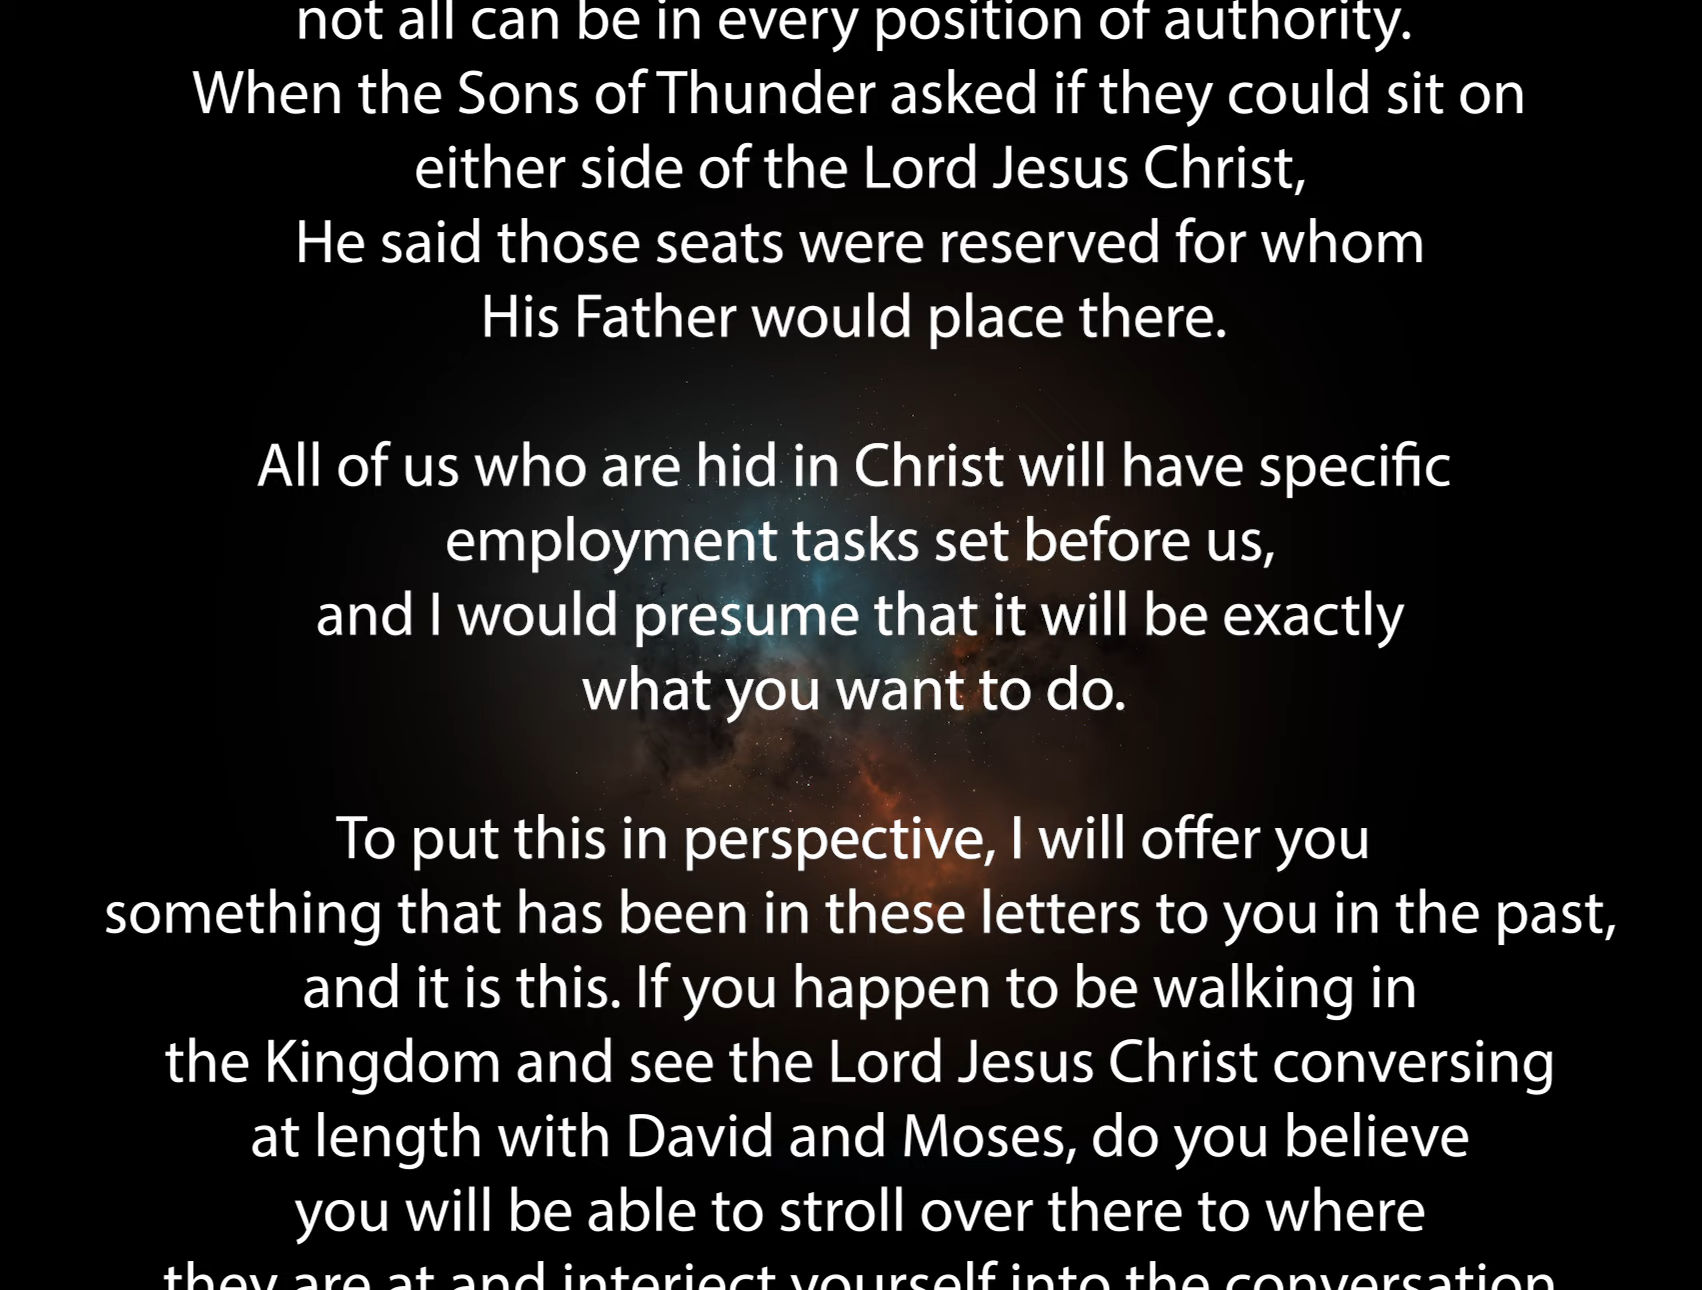 not all can be in every position of authority.
When the Sons of Thunder asked if they could sit on
either side of the Lord Jesus Christ,
He said those seats were reserved for whom
His Father would place there.
All of us who are hid in Christ will have specific
employment tasks set before us,
and I would presume that it will be exactly
what you want to do.
To put this in perspective, I will offer you
something that has been in these letters to you in the past,
and it is this. If you happen to be walking in
the Kingdom and see the Lord Jesus Christ conversing
at length with David and Moses, do you believe
you will be able to stroll over there to where
they are at and interject yourself into the conversation